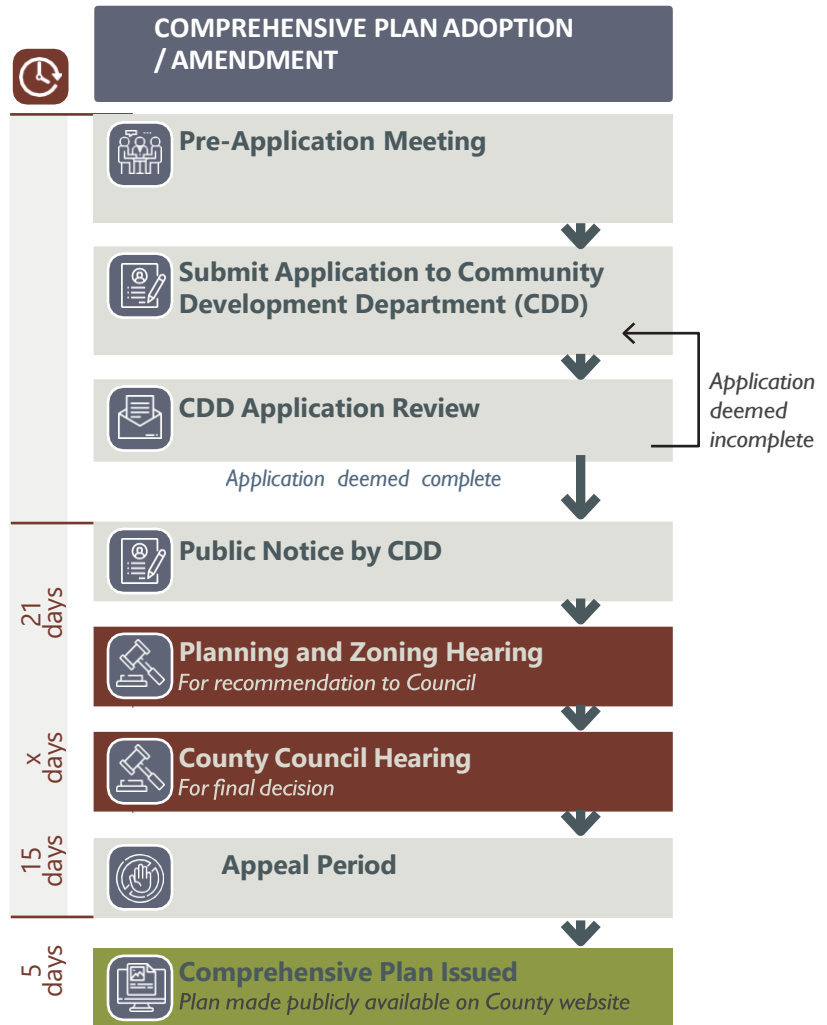 COMPREHENSIVE PLAN ADOPTION
/ AMENDMENT
Pre-Application Meeting
Submit Application to Community
Development Department (CDD)
Application
deemed
incomplete
CDD Application Review
Application deemed complete
Public Notice by CDD
21
days
Planning and Zoning Hearing
For recommendation to Council
x
days
County Council Hearing
For final decision
15
days
Appeal Period
5
days
Comprehensive Plan Issued
Plan made publicly available on County website